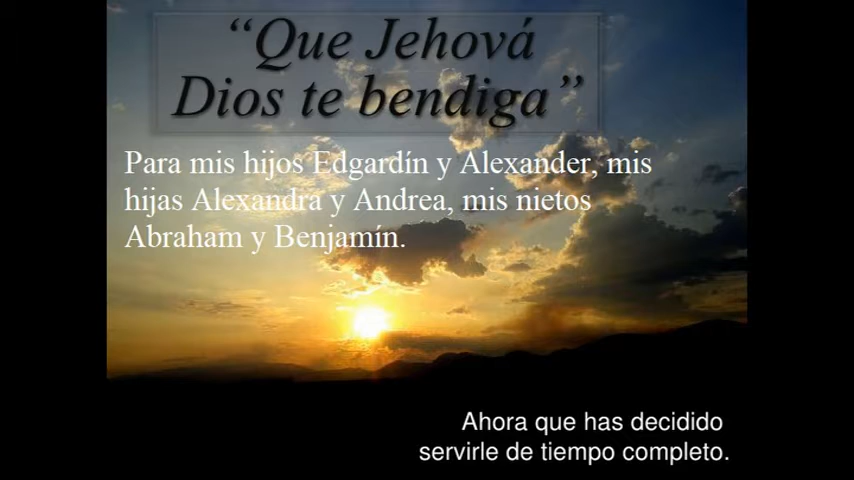 “Que Jehová
Dios te bendiga”
Para mis hijos Edgardín y Alexander, mis
hijas Alexandra y Andrea, mis nietos
Abraham y Benjamín.
Ahora que has decidido
servirle de tiempo completo.